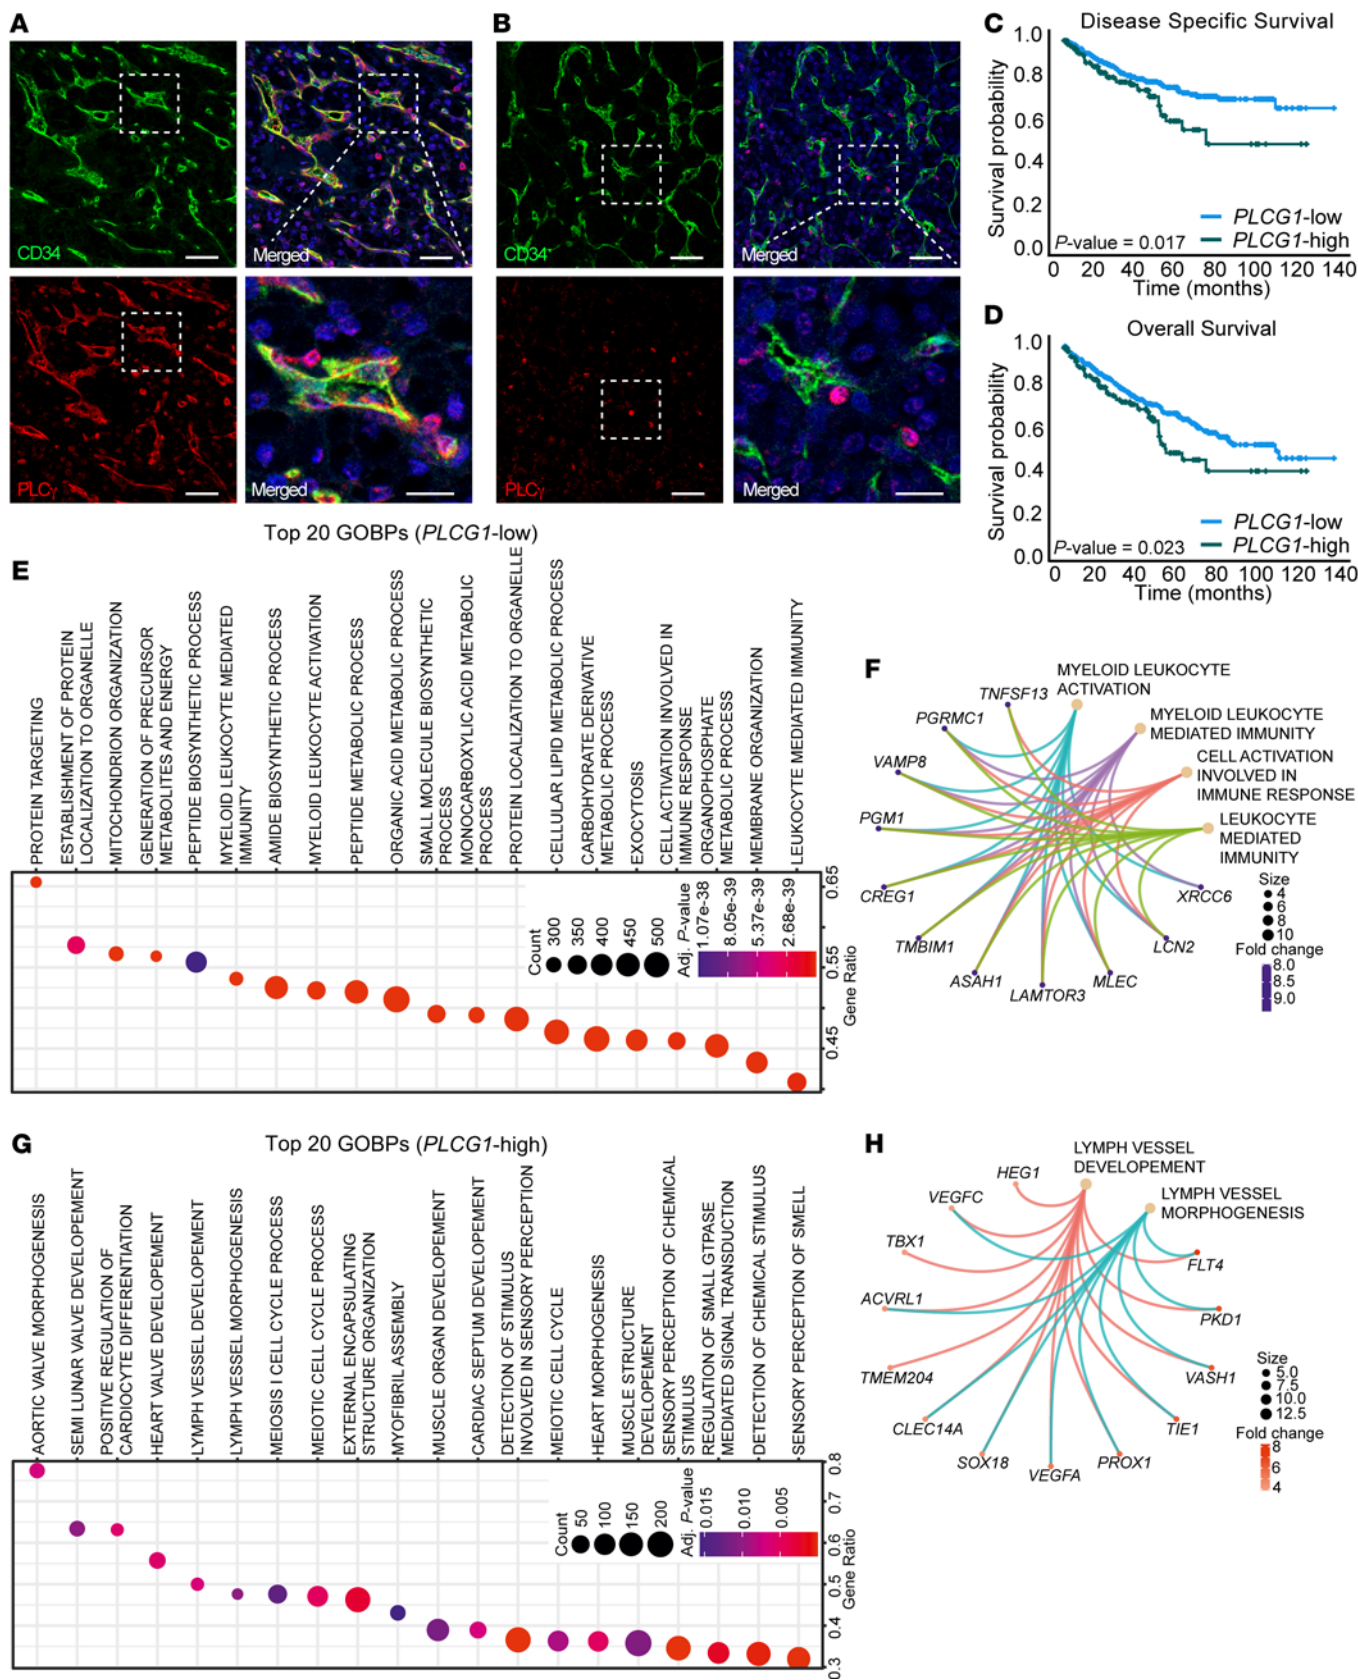 A
B
CD34
Merged
CD34
Merged
PLCγ
Merged
PLCγ
Merged
C
Disease Specific Survival
Survival probability
1.0
0.8
0.6
0.4
0.2
0.0
P-value = 0.017
PLCG1-low
PLCG1-high
0 20 40 60 80 100 120 140
Time (months)
D
Overall Survival
Survival probability
1.0
0.8
0.6
0.4
0.2
0.0
P-value = 0.023
PLCG1-low
PLCG1-high
0 20 40 60 80 100 120 140
Time (months)
E
Top 20 GOBPs (PLCG1-low)
PROTEIN TARGETING
ESTABLISHMENT OF PROTEIN
LOCALIZATION TO ORGANELLE
MITOCHONDRION ORGANIZATION
GENERATION OF PRECURSOR
METABOLITES AND ENERGY
PEPTIDE BIOSYNTHETIC PROCESS
MYELOID LEUKOCYTE MEDIATED
IMMUNITY
AMIDE BIOSYNTHETIC PROCESS
MYELOID LEUKOCYTE ACTIVATION
PEPTIDE METABOLIC PROCESS
ORGANIC ACID METABOLIC PROCESS
SMALL MOLECULE BIOSYNTHETIC
PROCESS
MONOCARBOXYLIC ACID METABOLIC
PROCESS
PROTEIN LOCALIZATION TO ORGANELLE
CELLULAR LIPID METABOLIC PROCESS
CARBOHYDRATE DERIVATIVE
METABOLIC PROCESS
EXOCYTOSIS
CELL ACTIVATION INVOLVED IN
IMMUNE RESPONSE
ORGANOPHOSPHATE
METABOLIC PROCESS
MEMBRANE ORGANIZATION
LEUKOCYTE MEDIATED IMMUNITY
Count
300
350
400
450
500
Adj. P-value
1.07e-38
8.05e-39
5.37e-39
2.68e-39
0.65
0.55
0.45
Gene Ratio
F
MYELOID LEUKOCYTE
ACTIVATION
MYELOID LEUKOCYTE
MEDIATED IMMUNITY
CELL ACTIVATION
INVOLVED IN
IMMUNE RESPONSE
LEUKOCYTE
MEDIATED
IMMUNITY
TNFSF13
PGRMC1
VAMP8
PGM1
CREG1
TMBIM1
ASAH1
LAMTOR3
MLEC
LCN2
XRCC6
Size
4
6
8
10
Fold change
8.0
8.5
9.0
G
Top 20 GOBPs (PLCG1-high)
AORTIC VALVE MORPHOGENESIS
SEMI LUNAR VALVE DEVELOPEMENT
POSITIVE REGULATION OF
CARDIOCYTE DIFFERENTIATION
HEART VALVE DEVELOPEMENT
LYMPH VESSEL DEVELOPEMENT
LYMPH VESSEL MORPHOGENESIS
MEIOSIS I CELL CYCLE PROCESS
MEIOTIC CELL CYCLE PROCESS
EXTERNAL ENCAPSULATING
STRUCTURE ORGANIZATION
MYOFIBRIL ASSEMBLY
MUSCLE ORGAN DEVELOPEMENT
CARDIAC SEPTUM DEVELOPEMENT
DETECTION OF STIMULUS
INVOLVED IN SENSORY PERCEPTION
MEIOTIC CELL CYCLE
HEART MORPHOGENESIS
MUSCLE STRUCTURE
DEVELOPEMENT
SENSORY PERCEPTION OF CHEMICAL
STIMULUS
REGULATION OF SMALL GTPASE
MEDIATED SIGNAL TRANSDUCTION
DETECTION OF CHEMICAL STIMULUS
SENSORY PERCEPTION OF SMELL
Count
50
100
150
200
Adj. P-value
0.015
0.010
0.005
0.8
0.7
0.6
0.5
0.4
0.3
Gene Ratio
H
LYMPH VESSEL
DEVELOPEMENT
LYMPH VESSEL
MORPHOGENESIS
HEG1
VEGFC
TBX1
ACVRL1
TMEM204
CLEC14A
SOX18
VEGFA
PROX1
TIE1
VASH1
PKD1
FLT4
Size
5.0
7.5
10.0
12.5
Fold change
8
6
4